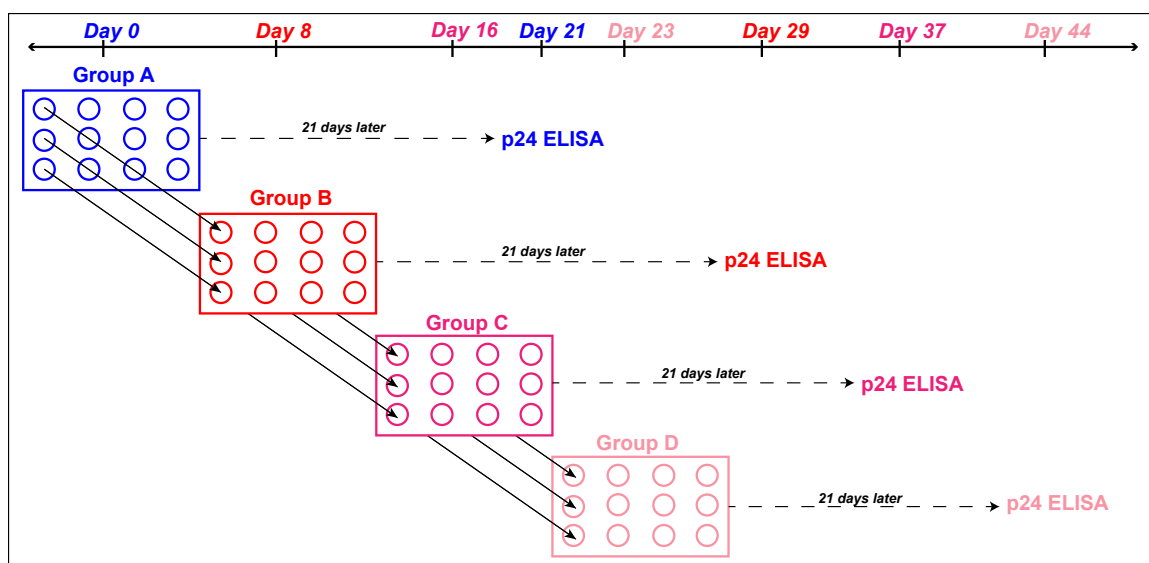 Day 0 Day 8 Day 16 Day 21 Day 23 Day 29 Day 37 Day 44
Group A
21 days later
p24 ELISA
Group B
21 days later
p24 ELISA
Group C
21 days later
p24 ELISA
Group D
21 days later
p24 ELISA